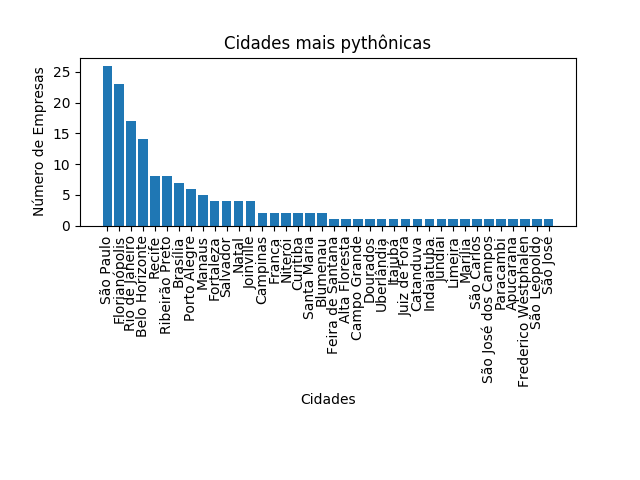 Cidades mais pythônicas
Número de Empresas
25
20
15
10
5
0
São Paulo
Florianópolis
Rio de Janeiro
Belo Horizonte
Recife
Ribeirão Preto
Brasília
Porto Alegre
Manaus
Fortaleza
Salvador
Natal
Joinville
Campinas
Franca
Niterói
Curitiba
Santa Maria
Blumenau
Feira de Santana
Alta Floresta
Campo Grande
Dourados
Uberlândia
Itajubá
Juiz de Fora
Catanduva
Indaiatuba
Jundiaí
Limeira
Marília
São Carlos
São José dos Campos
Paracambi
Apucarana
Frederico Westphalen
São Leopoldo
São José
Cidades